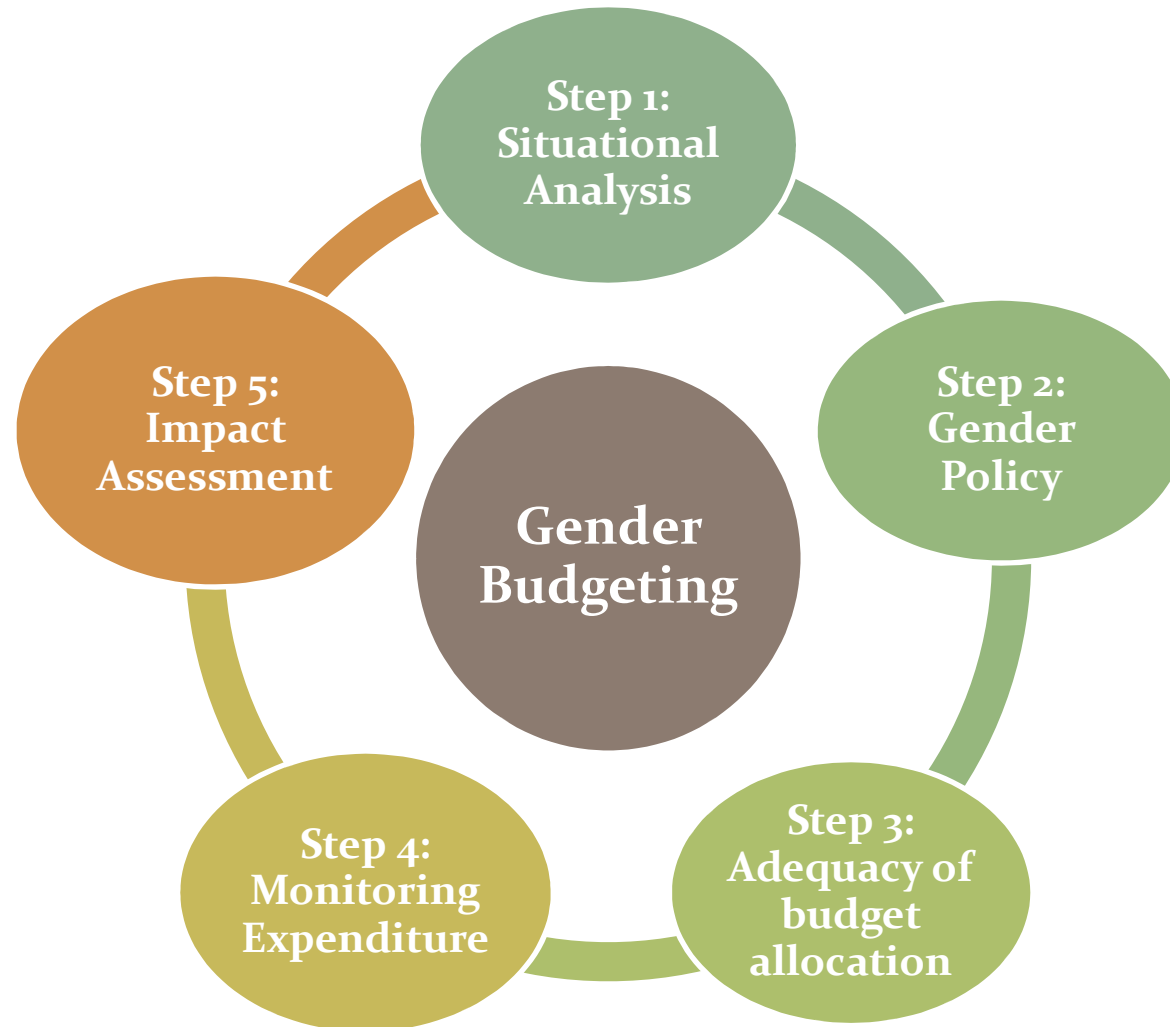 Step 1:
Situational
Analysis
Step 2:
Gender
Policy
Step 3:
Adequacy of
budget
allocation
Step 4:
Monitoring
Expenditure
Step 5:
Impact
Assessment
Gender
Budgeting